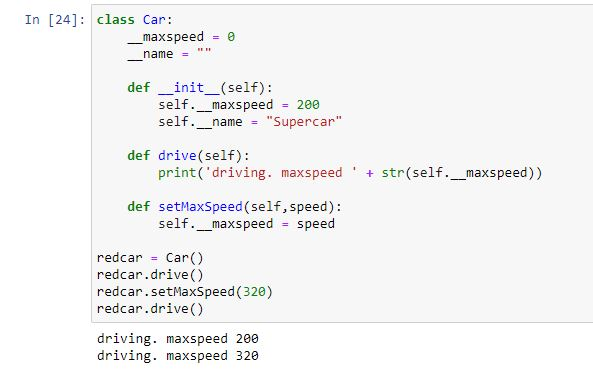 In [24]: class Car:
    __maxspeed = 0
    __name = ""

    def __init__(self):
        self.__maxspeed = 200
        self.__name = "Supercar"

    def drive(self):
        print('driving. maxspeed ' + str(self.__maxspeed))

    def setMaxSpeed(self,speed):
        self.__maxspeed = speed

redcar = Car()
redcar.drive()
redcar.setMaxSpeed(320)
redcar.drive()

driving. maxspeed 200
driving. maxspeed 320